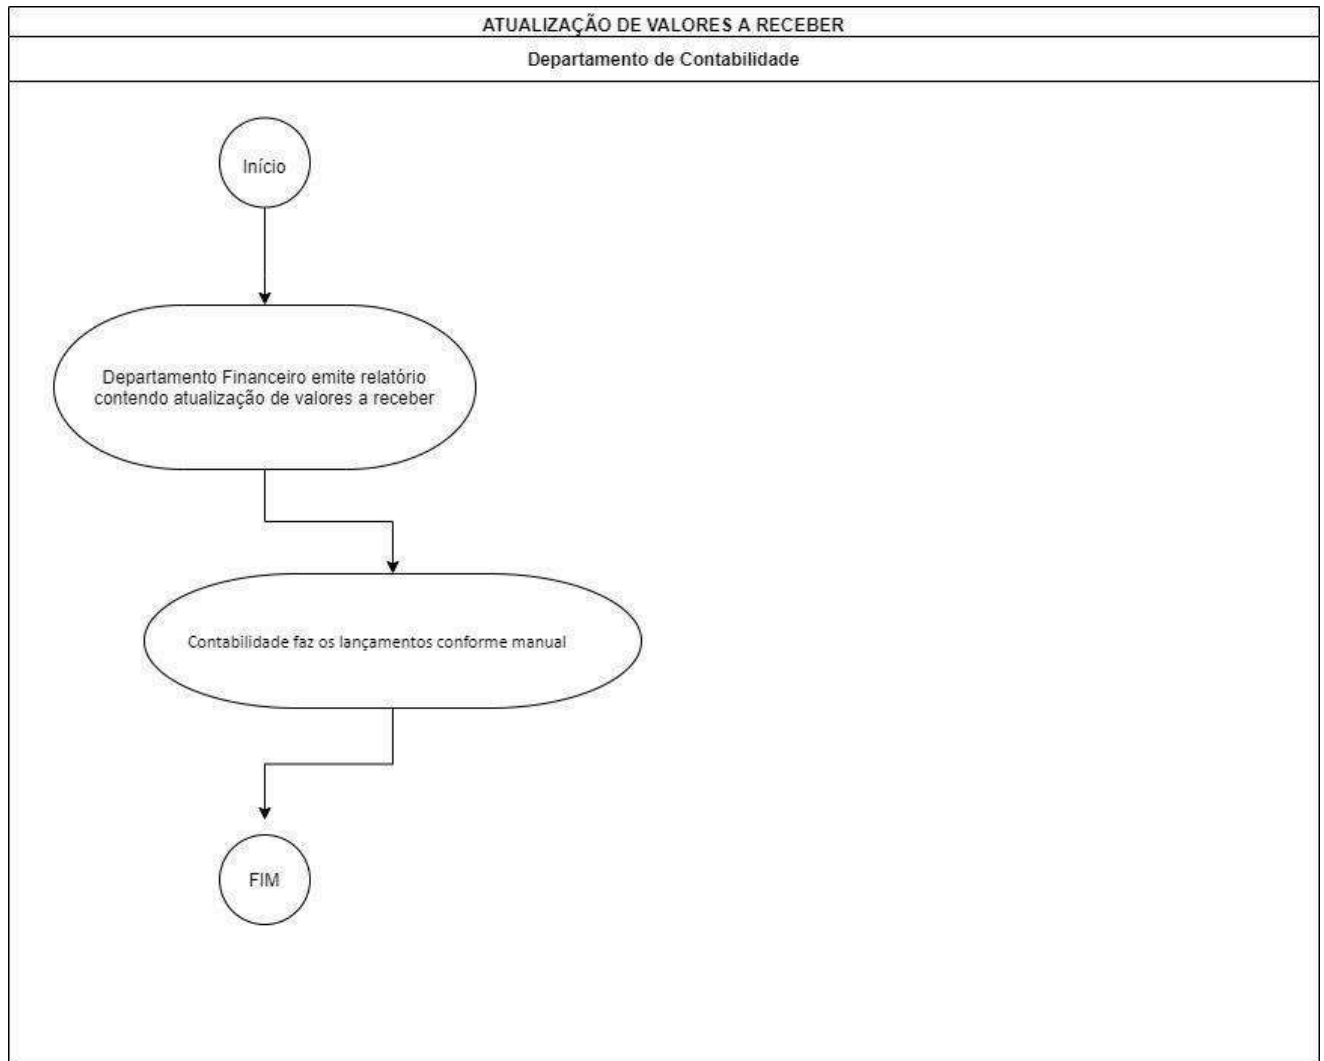 ATUALIZAÇÃO DE VALORES A RECEBER
Departamento de Contabilidade
Início
Departamento Financeiro emite relatório
contendo atualização de valores a receber
Contabilidade faz os lançamentos conforme manual
FIM